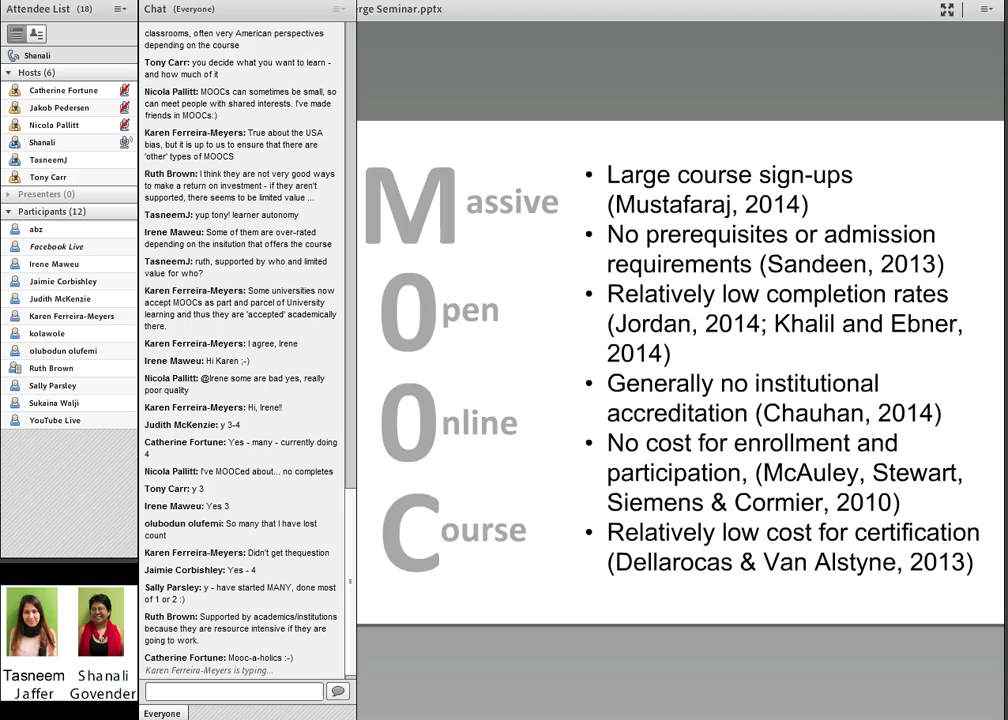 Attendee List (18)
Shanali
Hosts (6)
Catherine Fortune
Jakob Pedersen
Nicola Pallitt
Shanali
TasneemJ
Tony Carr
Presenters (0)
Participants (12)
abz
Facebook Live
Irene Maweu
Jaimie Corbishley
Judith McKenzie
Karen Ferreira-Meyers
kolawole
olubodun olufemi
Ruth Brown
Sally Parsley
Sukaina Walji
YouTube Live
Tasneem
Jaffer
Shanali
Govender
Chat (Everyone)
classrooms, often very American perspectives
depending on the course
Tony Carr: you decide what you want to learn -
and how much of it
Nicola Pallitt: MOOCs can sometimes be small, so
can meet people with shared interests. I've made
friends in MOOCs:)
Karen Ferreira-Meyers: True about the USA
bias, but it is up to us to ensure that there are
'other' types of MOOCS
Ruth Brown: I think they are not very good ways
to make a return on investment - if they aren't
supported, there seems to be limited value ...
TasneemJ: yup tony! learner autonomy
Irene Maweu: Some of them are over-rated
depending on the insitution that offers the course
TasneemJ: ruth, supported by who and limited
value for who?
Karen Ferreira-Meyers: Some universities now
accept MOOCs as part and parcel of University
learning and thus they are 'accepted' academically
there.
Karen Ferreira-Meyers: I agree, Irene
Irene Maweu: Hi Karen ;-)
Nicola Pallitt: @Irene some are bad yes, really
poor quality
Karen Ferreira-Meyers: Hi, Irene!!
Judith McKenzie: y 3-4
Catherine Fortune: Yes - many - currently doing
4
Nicola Pallitt: I've MOOCed about... no completes
Tony Carr: y 3
Irene Maweu: Yes 3
olubodun olufemi: So many that I have lost
count
Karen Ferreira-Meyers: Didn't get thequestion
Jaimie Corbishley: Yes - 4
Sally Parsley: y - have started MANY, done most
of 1 or 2 :)
Ruth Brown: Supported by academics/institutions
because they are resource intensive if they are
going to work.
Catherine Fortune: Mooc-a-holics :-)
Karen Ferreira-Meyers is typing...
Everyone
erge Seminar.pptx
Massive
Open
Online
Course
• Large course sign-ups
(Mustafaraj, 2014)
• No prerequisites or admission
requirements (Sandeen, 2013)
• Relatively low completion rates
(Jordan, 2014; Khalil and Ebner,
2014)
• Generally no institutional
accreditation (Chauhan, 2014)
• No cost for enrollment and
participation, (McAuley, Stewart,
Siemens & Cormier, 2010)
• Relatively low cost for certification
(Dellarocas & Van Alstyne, 2013)